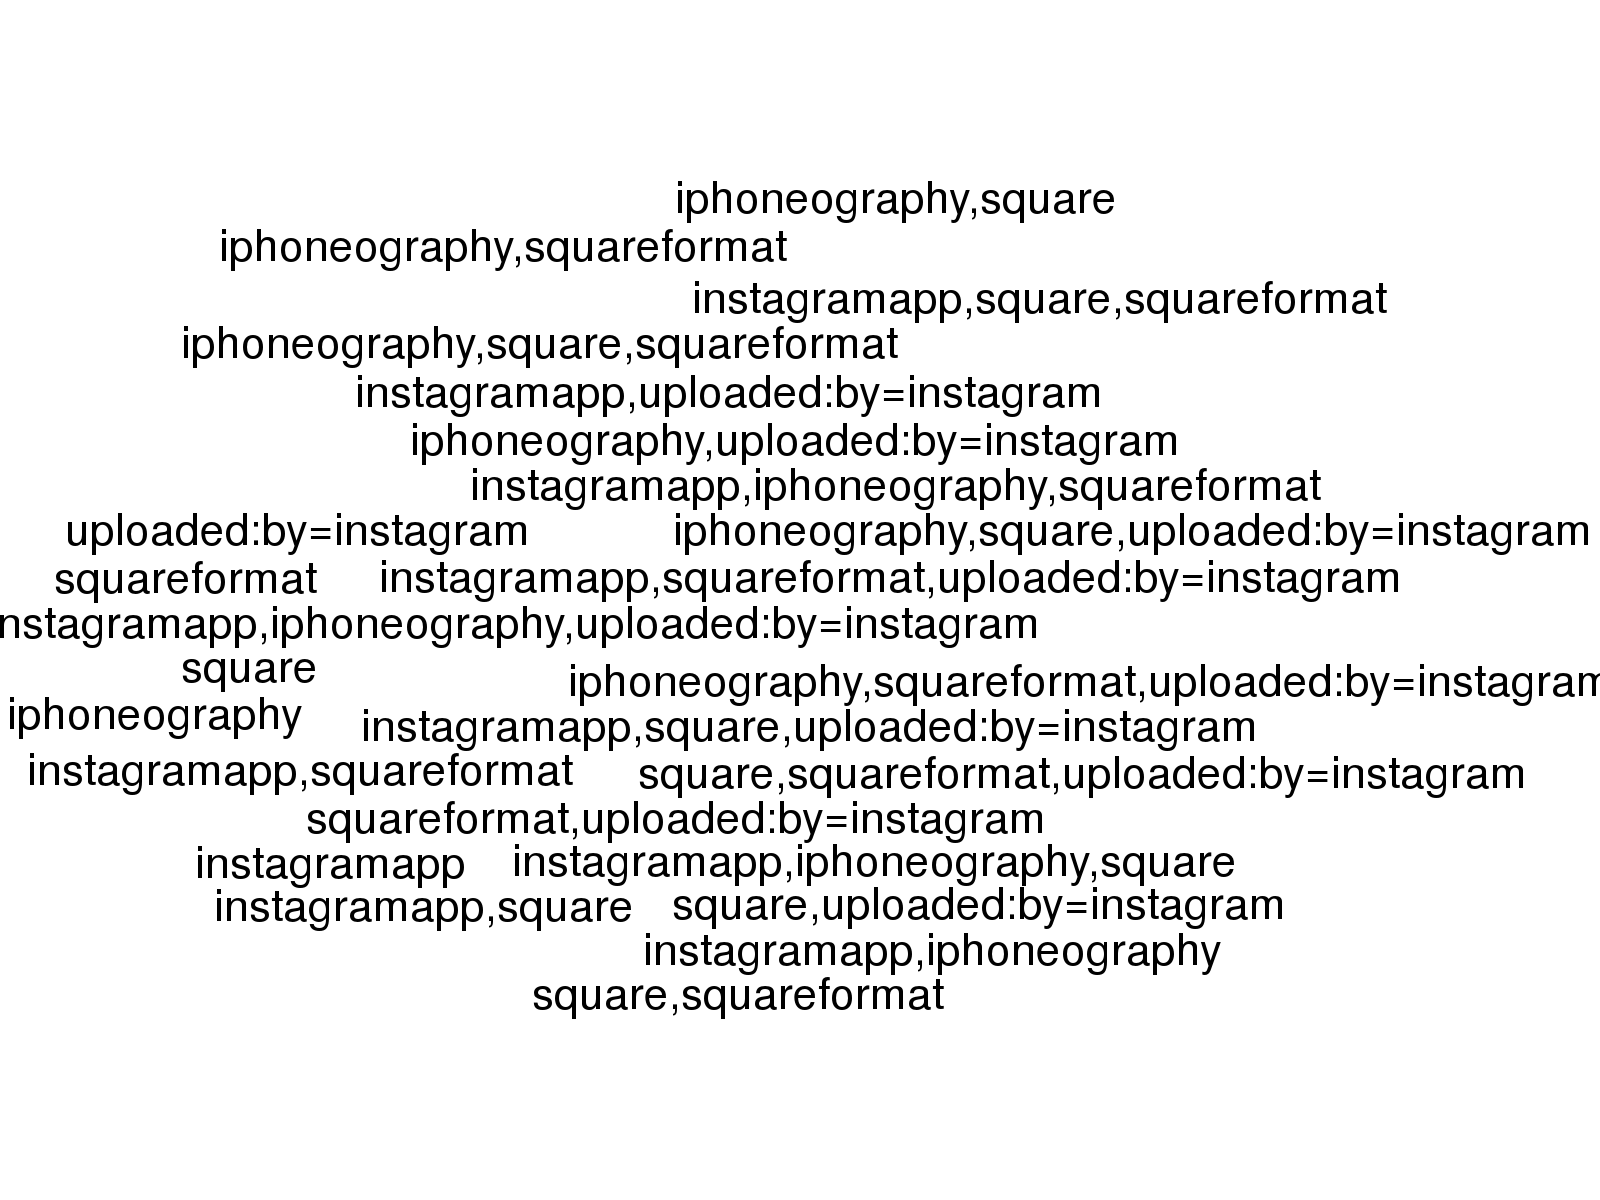 iphoneography,square
iphoneography,squareformat
instagramapp,square,squareformat
iphoneography,square,squareformat
instagramapp,uploaded:by=instagram
iphoneography,uploaded:by=instagram
instagramapp,iphoneography,squareformat
uploaded:by=instagram iphoneography,square,uploaded:by=instagram
squareformat instagramapp,squareformat,uploaded:by=instagram
nstagramapp,iphoneography,uploaded:by=instagram
square iphoneography,squareformat,uploaded:by=instagram
iphoneography instagramapp,square,uploaded:by=instagram
instagramapp,squareformat square,squareformat,uploaded:by=instagram
squareformat,uploaded:by=instagram
instagramapp instagramapp,iphoneography,square
instagramapp,square square,uploaded:by=instagram
instagramapp,iphoneography
square,squareformat